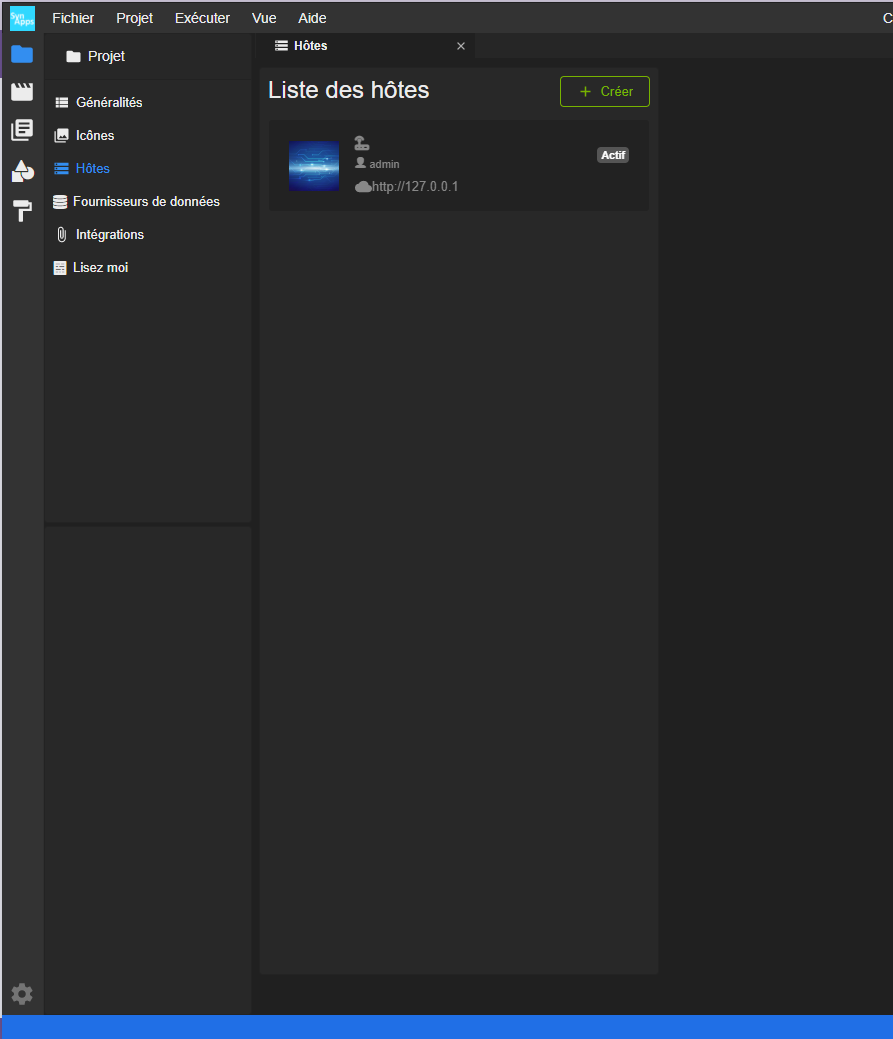 Syn Apps
Fichier Projet Exécuter Vue Aide
C
Projet
Hôtes
Généralités
Icônes
Hôtes
Fournisseurs de données
Intégrations
Lisez moi
Liste des hôtes
Créer
admin
http://127.0.0.1
Actif